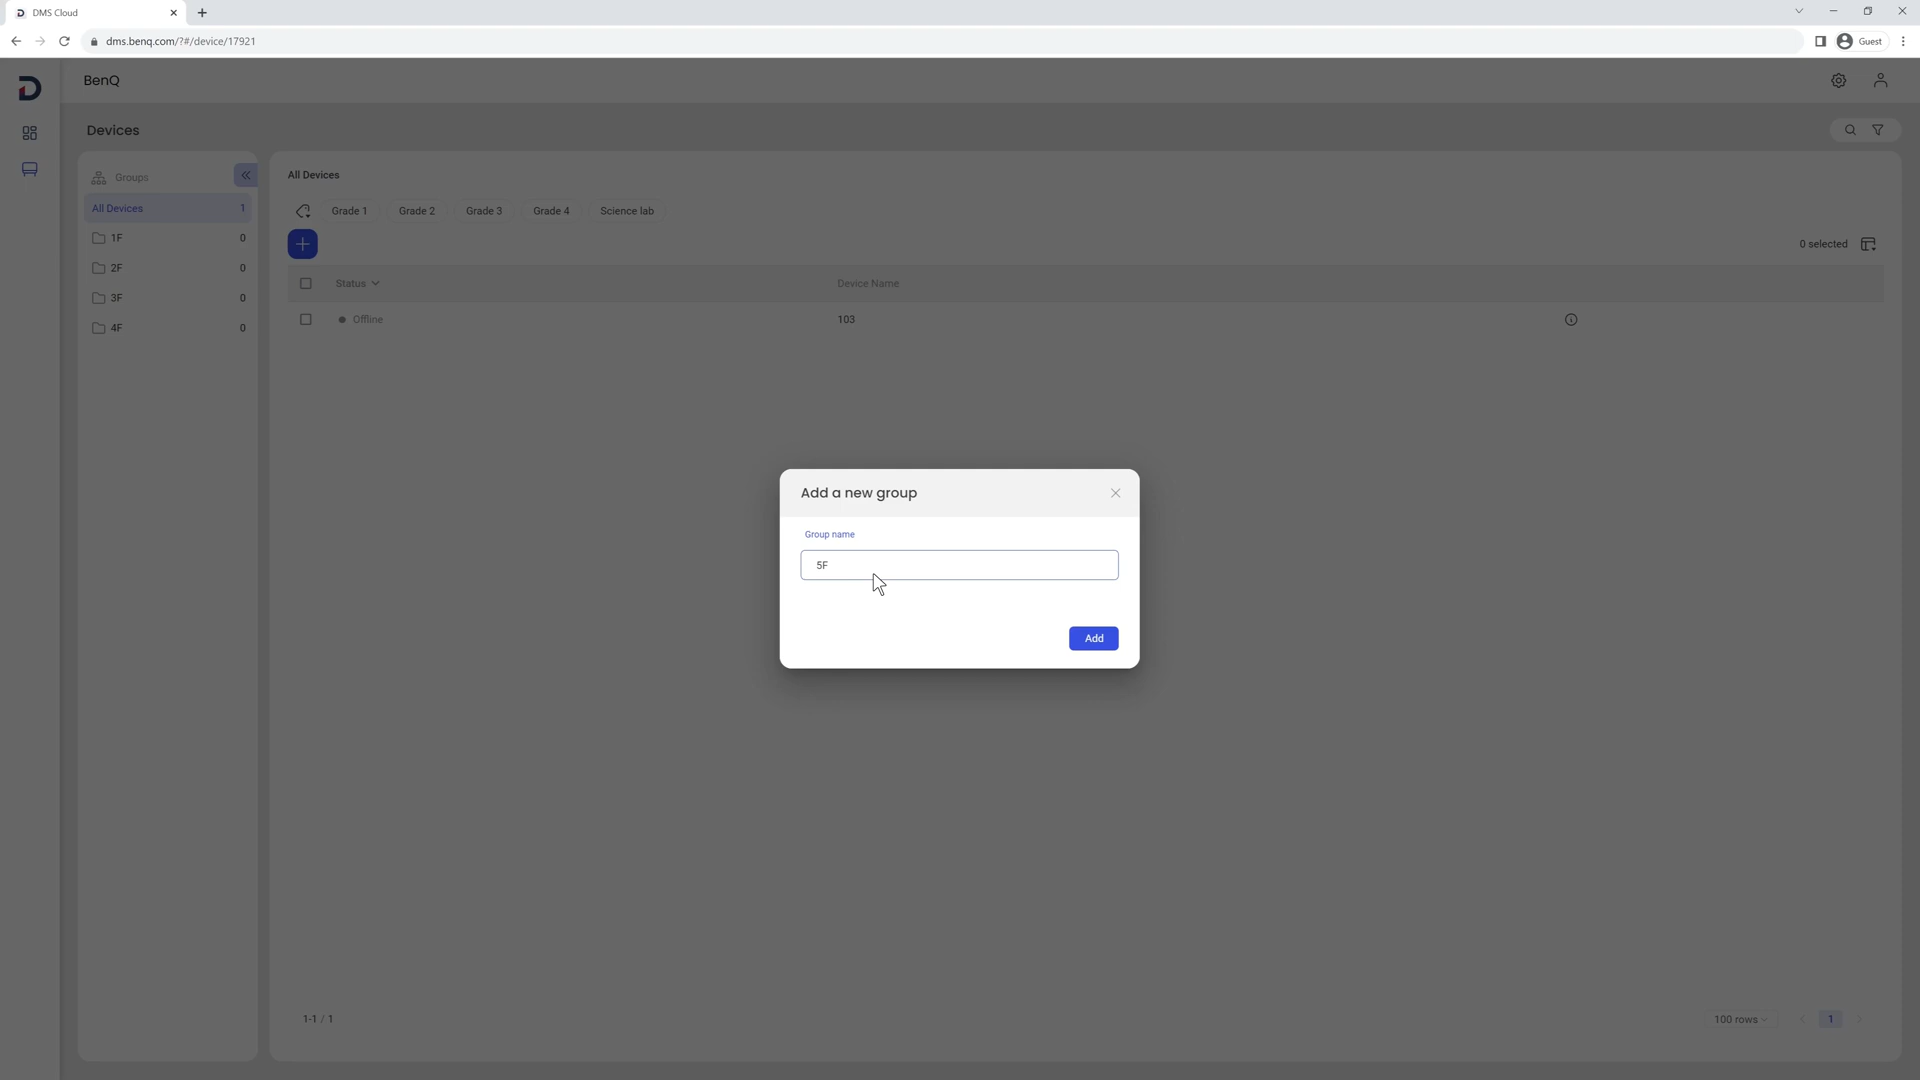 DMS Cloud
dms.benq.com/?#/device/17921
Guest
BenQ
Devices
Groups
All Devices 1
1F 0
2F 0
3F 0
4F 0
All Devices
Grade 1 Grade 2 Grade 3 Grade 4 Science lab
0 selected
Status Device Name
Offline 103
Add a new group
Group name
5F
Add
1-1 / 1
100 rows 1